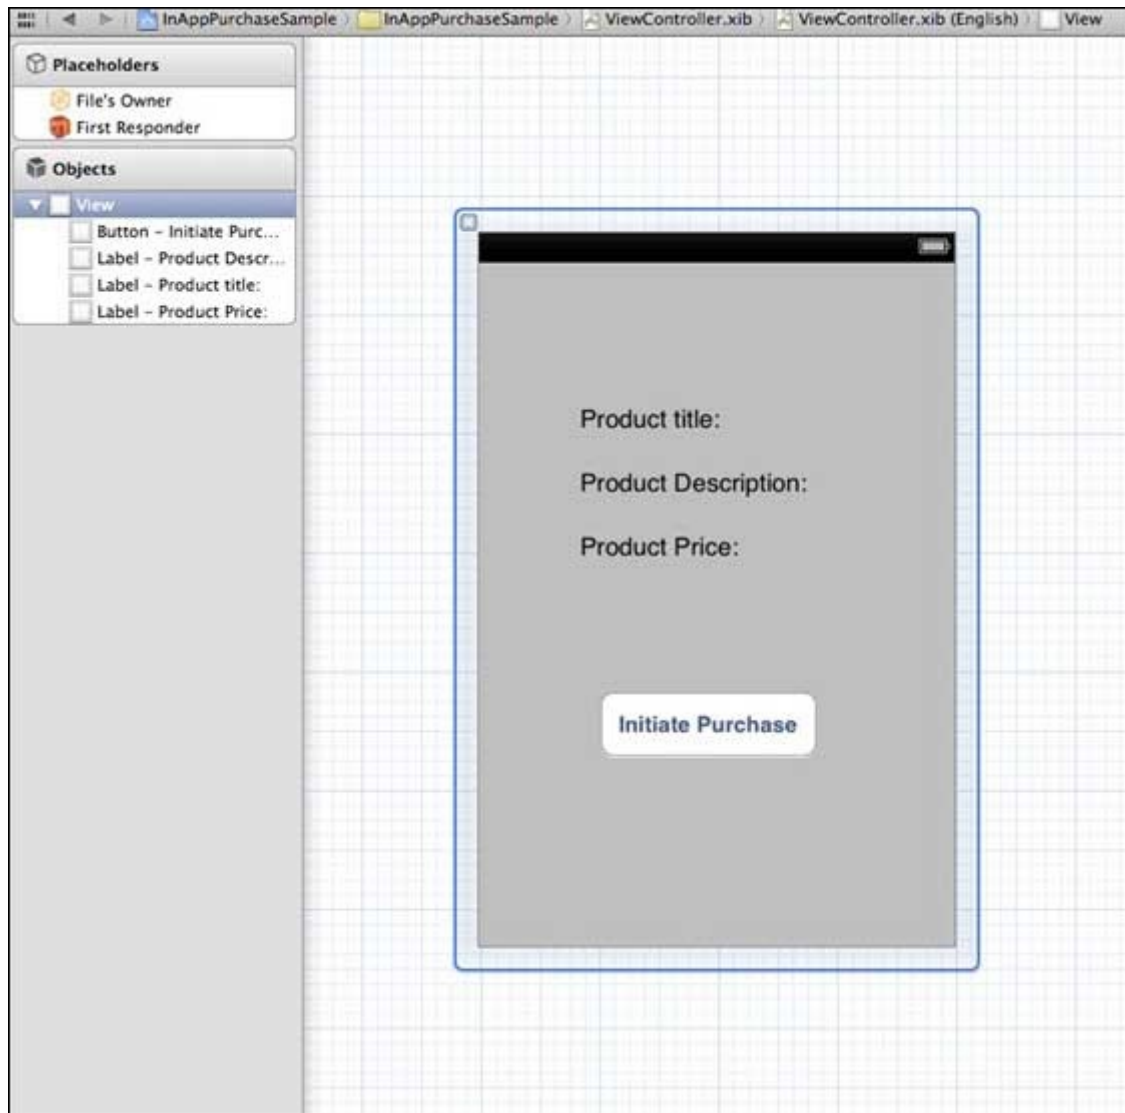 InAppPurchaseSample InAppPurchaseSample ViewController.xib ViewController.xib (English) View
Placeholders
File's Owner
First Responder
Objects
View
Button – Initiate Purc...
Label – Product Descr...
Label – Product title:
Label – Product Price:
Product title:
Product Description:
Product Price:
Initiate Purchase